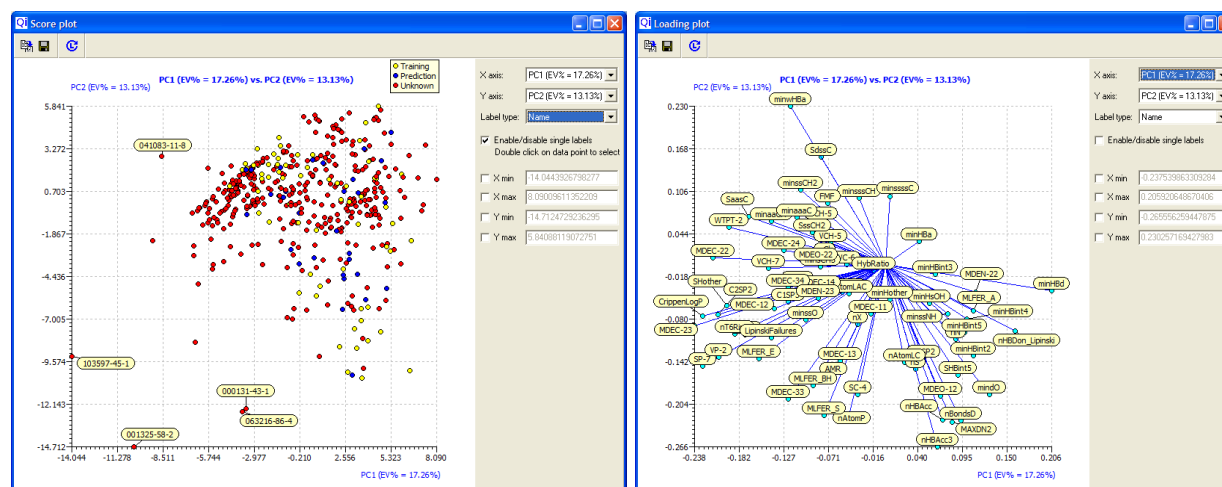 Score plot
Training
Prediction
Unknown
PC1 (EV% = 17.26%) vs. PC2 (EV% = 13.13%)
PC2 (EV% = 13.13%)
5.841
3.272
0.703
-1.867
-4.436
-7.005
-9.574
-12.143
-14.712
-14.044
-11.278
-8.511
-5.744
-2.977
-0.210
2.556
5.323
8.090
PC1 (EV% = 17.26%)
041083-11-8
103597-45-1
000131-43-1
063216-86-4
001325-58-2
X axis: PC1 (EV% = 17.26%)
Y axis: PC2 (EV% = 13.13%)
Label type: Name
Enable/disable single labels
Double click on data point to select
X min -14.0443926798277
X max 8.09009611352209
Y min -14.7124729236295
Y max 5.84088119072751
Loading plot
PC1 (EV% = 17.26%) vs. PC2 (EV% = 13.13%)
PC2 (EV% = 13.13%)
0.230
0.168
0.106
0.044
-0.018
-0.080
-0.142
-0.204
-0.266
-0.238
-0.182
-0.127
-0.071
-0.016
0.040
0.095
0.150
0.206
PC1 (EV% = 17.26%)
minwHBa
SdssC
minssCH2
minsssCH
minssssC
SaasC
FMF
minaaaC
VCH-5
WTPT-2
SssCH2
VCH-5
minHBa
MDEC-24
MDEO-22
MDEC-22
VC-6
HybRatio
VCH-7
minHBint3
MDEN-22
SHother
MDEC-34
MDEC-14
minHBd
C2SP2
MDEN-23
minHother
MLFER_A
CrippenLogP
MDEC-12
minHsOH
MDEC-11
minssO
minssNH
minHBint4
MDEC-23
nX
minHBint5
LipinskiFailures
nHBDon_Lipinski
VP-2
MLFER_E
MDEC-13
nAtomLC
minHBint2
SP-7
AMR
SHBint5
MLFER_BH
MDEC-33
SC-4
MDEO-12
mindO
MLFER_S
nAtomP
nHBAcc
nBondsD
MAXDN2
nHBAcc3
X axis: PC1 (EV% = 17.26%)
Y axis: PC2 (EV% = 13.13%)
Label type: Name
Enable/disable single labels
X min -0.237539863309284
X max 0.205920648670406
Y min -0.265556259447875
Y max 0.230257169427983